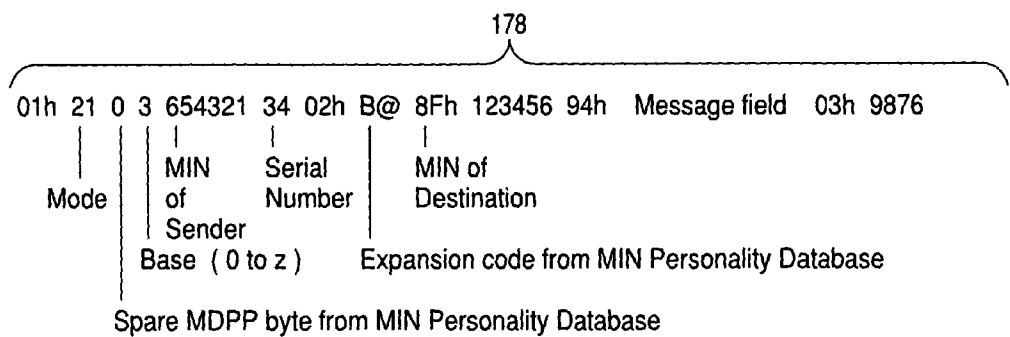 178
01h 21 0 3 654321 34 02h B@ 8Fh 123456 94h Message field 03h 9876
Mode
MIN of Sender
Serial Number
MIN of Destination
Base ( 0 to z )
Expansion code from MIN Personality Database
Spare MDPP byte from MIN Personality Database